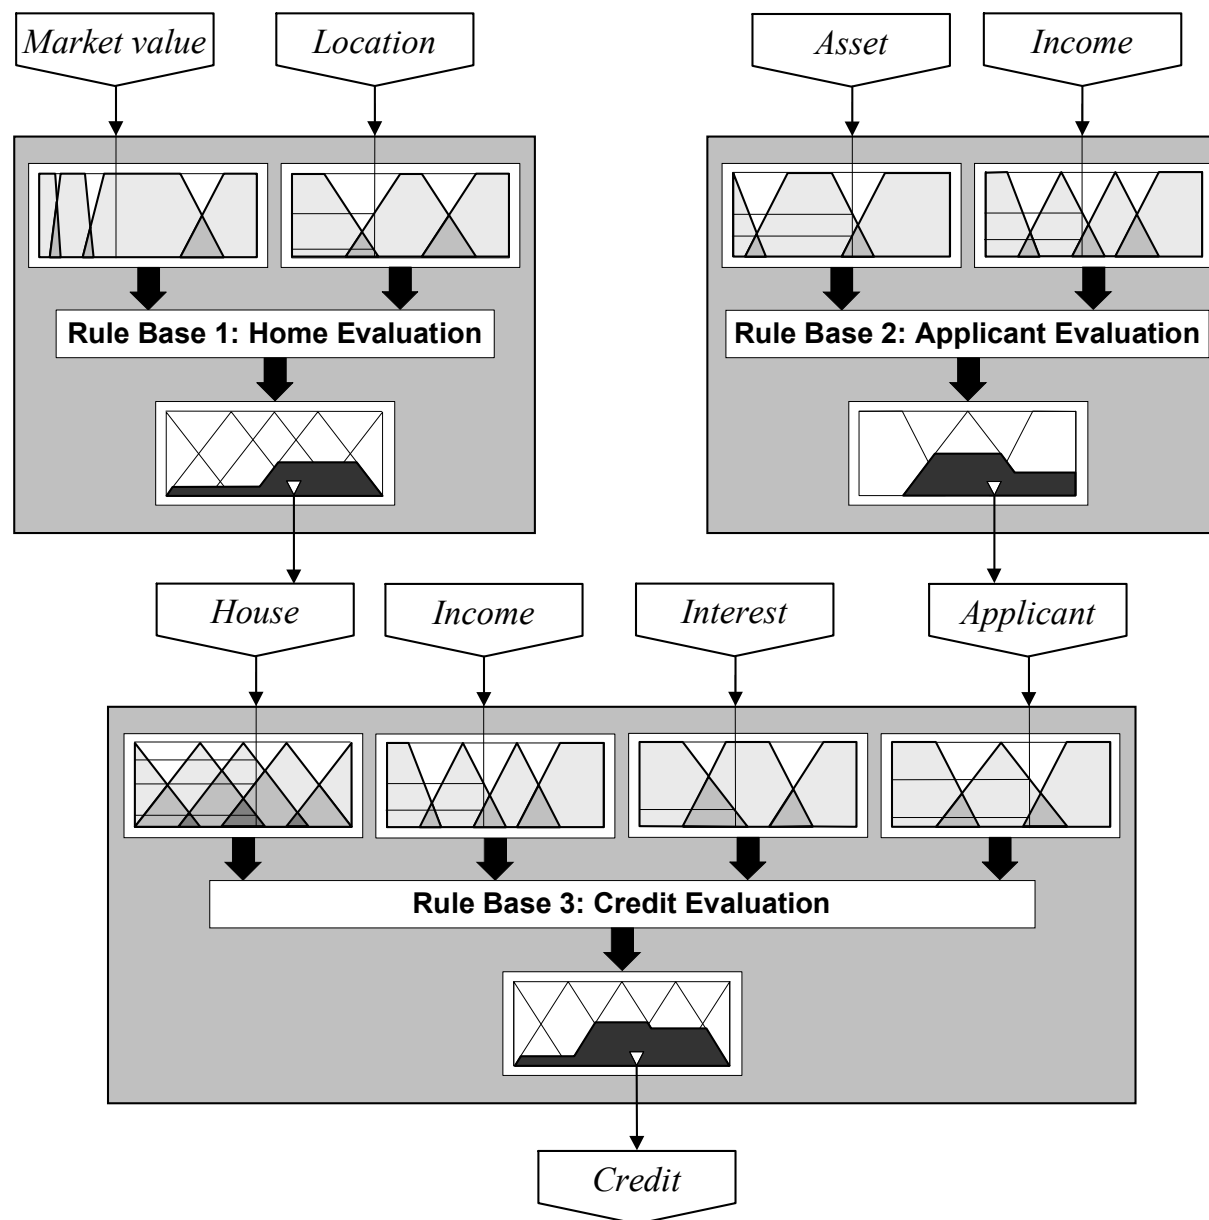 Market value
Location
Asset
Income
Rule Base 1: Home Evaluation
Rule Base 2: Applicant Evaluation
House
Income
Interest
Applicant
Rule Base 3: Credit Evaluation
Credit